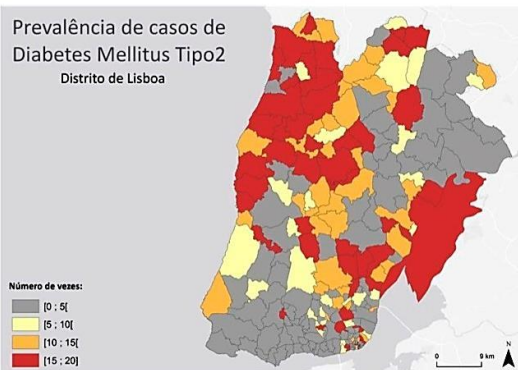 Prevalência de casos de
Diabetes Mellitus Tipo2
Distrito de Lisboa
Número de vezes:
[0 ; 5[
[5 ; 10[
[10 ; 15[
[15 ; 20]
0 9 km
N